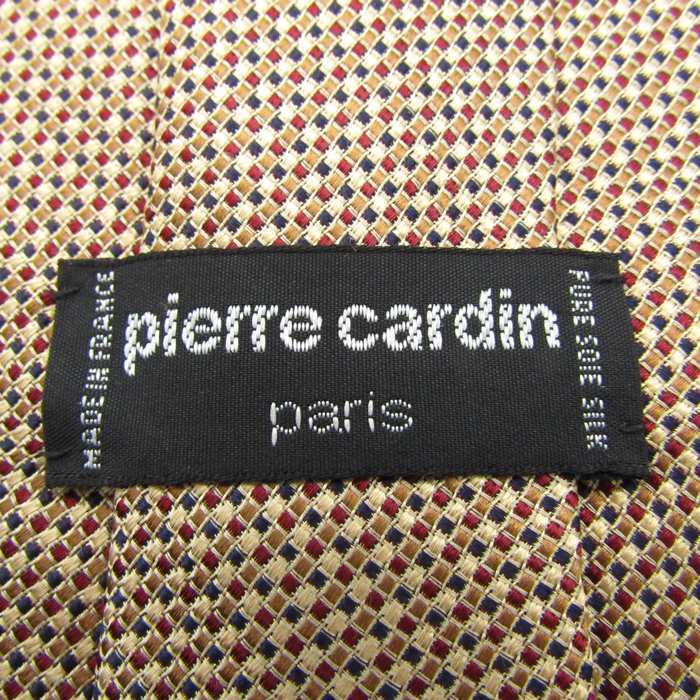 MADE IN FRANCE
pierre cardin
paris
PURE SOIE SILK